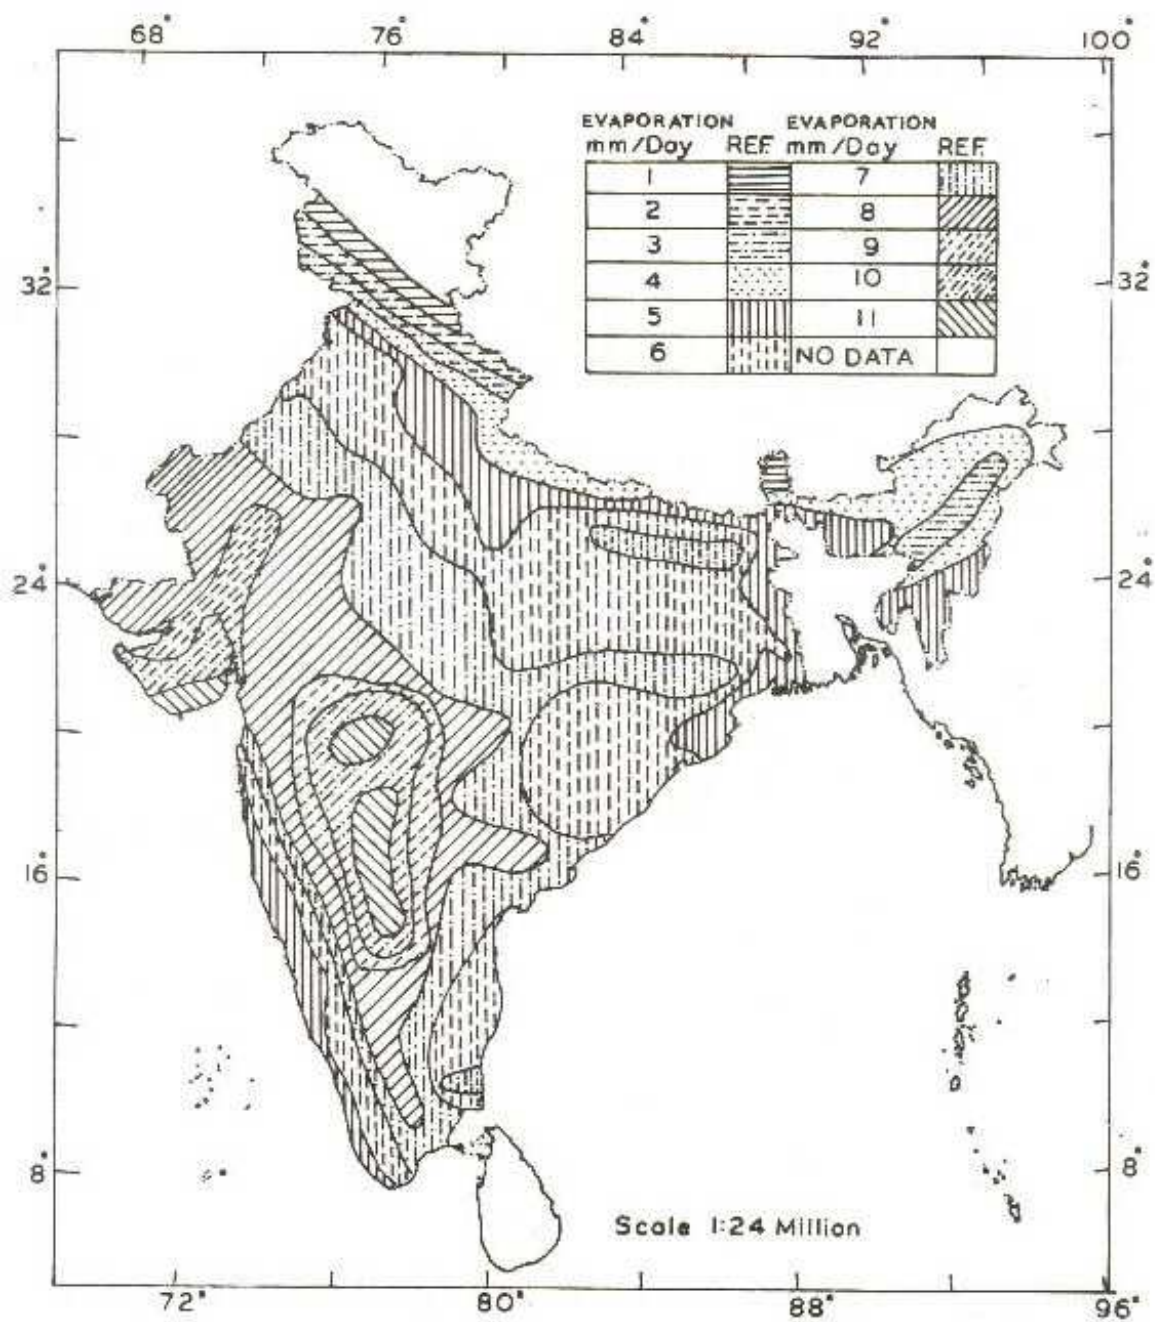 68° 76° 84° 92° 100°
EVAPORATION mm/Day REF. EVAPORATION mm/Day REF.
1 7
2 8
3 9
4 10
5 11
6 NO DATA
32° 32°
24° 24°
16° 16°
8° 8°
Scale 1:24 Million
72° 80° 88° 96°